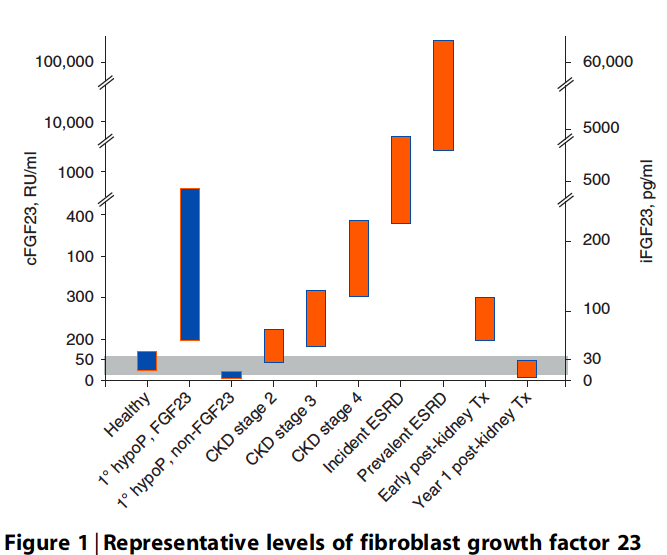 100,000
10,000
1000
400
100
300
200
50
0
cFGF23, RU/ml
60,000
5000
500
200
100
30
0
iFGF23, pg/ml
Healthy
1° hypoP, FGF23
1° hypoP, non-FGF23
CKD stage 2
CKD stage 3
CKD stage 4
Incident ESRD
Prevalent ESRD
Early post-kidney Tx
Year 1 post-kidney Tx
Figure 1 | Representative levels of fibroblast growth factor 23